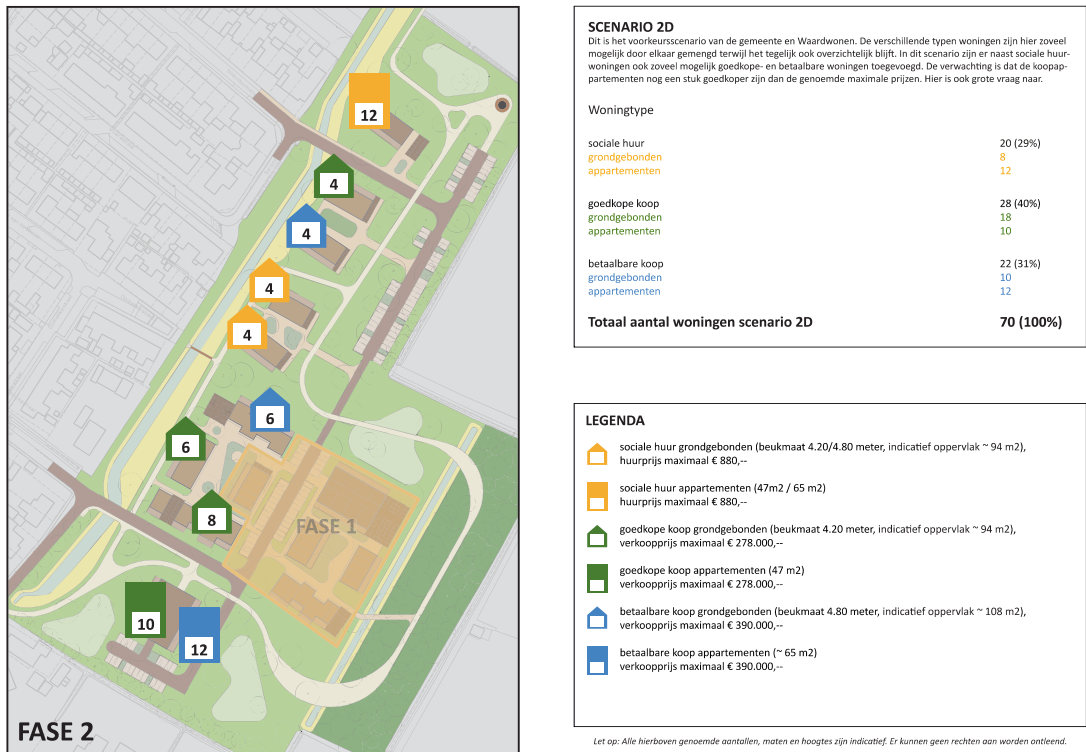 12
4
4
4
4
6
6
8
FASE 1
10
12
FASE 2
SCENARIO 2D
Dit is het voorkeursscenario van de gemeente en Waardwonen. De verschillende typen woningen zijn hier zoveel
mogelijk door elkaar gemengd terwijl het tegelijk ook overzichtelijk blijft. In dit scenario zijn er naast sociale huur-
woningen ook zoveel mogelijk goedkope- en betaalbare woningen toegevoegd. De verwachting is dat de koopap-
partementen nog een stuk goedkoper zijn dan de genoemde maximale prijzen. Hier is ook grote vraag naar.
Woningtype
sociale huur 20 (29%)
grondgebonden 8
appartementen 12
goedkope koop 28 (40%)
grondgebonden 18
appartementen 10
betaalbare koop 22 (31%)
grondgebonden 10
appartementen 12
Totaal aantal woningen scenario 2D 70 (100%)
LEGENDA
sociale huur grondgebonden (beukmaat 4.20/4.80 meter, indicatief oppervlak ~ 94 m2),
huurprijs maximaal € 880,--
sociale huur appartementen (47m2 / 65 m2)
huurprijs maximaal € 880,--
goedkope koop grondgebonden (beukmaat 4.20 meter, indicatief oppervlak ~ 94 m2),
verkoopprijs maximaal € 278.000,--
goedkope koop appartementen (47 m2)
verkoopprijs maximaal € 278.000,--
betaalbare koop grondgebonden (beukmaat 4.80 meter, indicatief oppervlak ~ 108 m2),
verkoopprijs maximaal € 390.000,--
betaalbare koop appartementen (~ 65 m2)
verkoopprijs maximaal € 390.000,--
Let op: Alle hierboven genoemde aantallen, maten en hoogtes zijn indicatief. Er kunnen geen rechten aan worden ontleend.